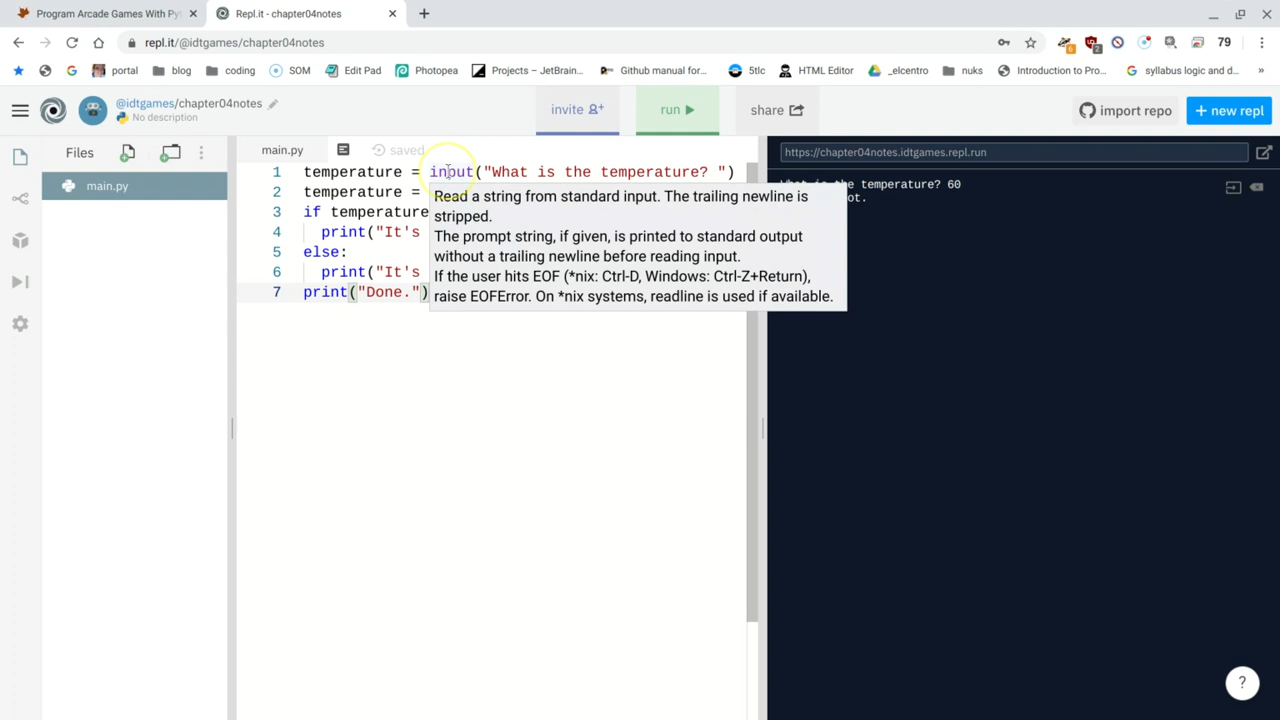 Program Arcade Games With Pyt
Repl.it - chapter04notes
repl.it/@idtgames/chapter04notes
6
2
79
portal
blog
coding
SOM
Edit Pad
Photopea
Projects – JetBrain...
Github manual for...
5tlc
HTML Editor
_elcentro
nuks
Introduction to Pro...
syllabus logic and d...
»
@idtgames/chapter04notes
No description
invite
run
share
import repo
+ new repl
Files
main.py
saved
main.py
https://chapter04notes.idtgames.repl.run
1 temperature = input("What is the temperature? ")
2 temperature =
3 if temperature
4 print("It's
5 else:
6 print("It's
7 print("Done.")
Read a string from standard input. The trailing newline is
stripped.
The prompt string, if given, is printed to standard output
without a trailing newline before reading input.
If the user hits EOF (*nix: Ctrl-D, Windows: Ctrl-Z+Return),
raise EOFError. On *nix systems, readline is used if available.
What is the temperature? 60
ot.
?